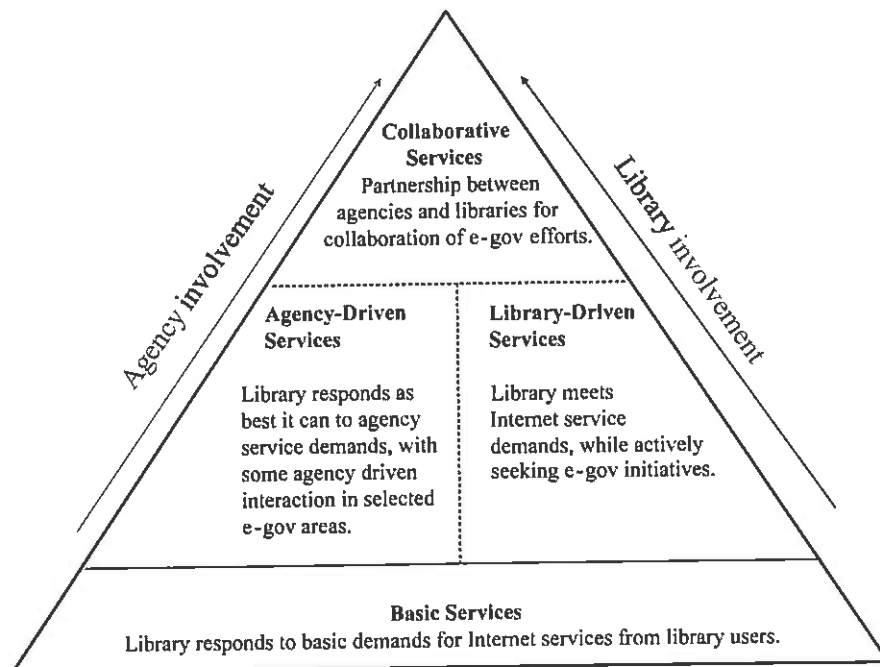 Collaborative
Services
Partnership between
agencies and libraries for
collaboration of e-gov efforts.
Agency involvement
Library involvement
Agency-Driven
Services
Library responds as
best it can to agency
service demands, with
some agency driven
interaction in selected
e-gov areas.
Library-Driven
Services
Library meets
Internet service
demands, while actively
seeking e-gov initiatives.
Basic Services
Library responds to basic demands for Internet services from library users.